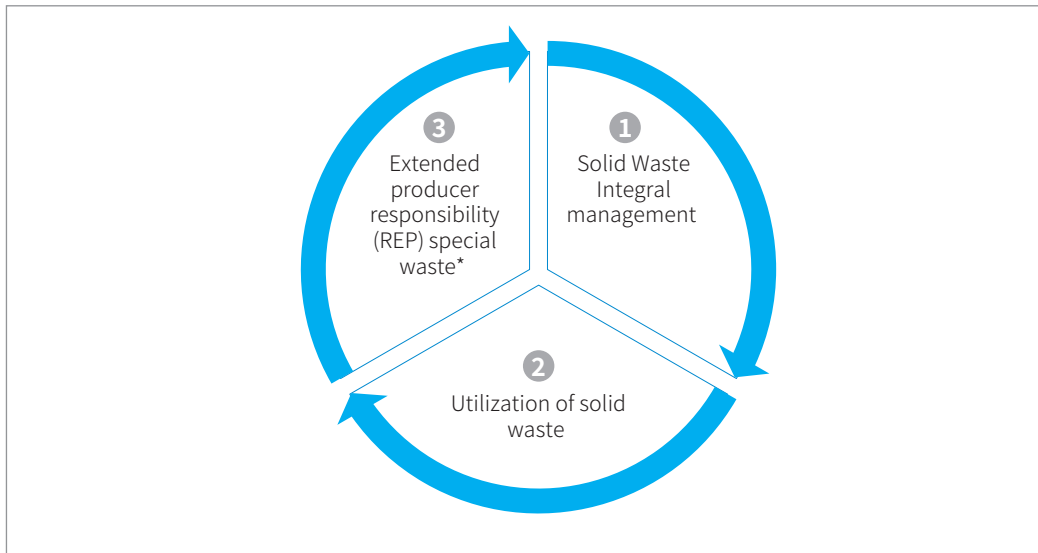 1
Solid Waste
Integral
management
2
Utilization of solid
waste
3
Extended
producer
responsibility
(REP) special
waste*